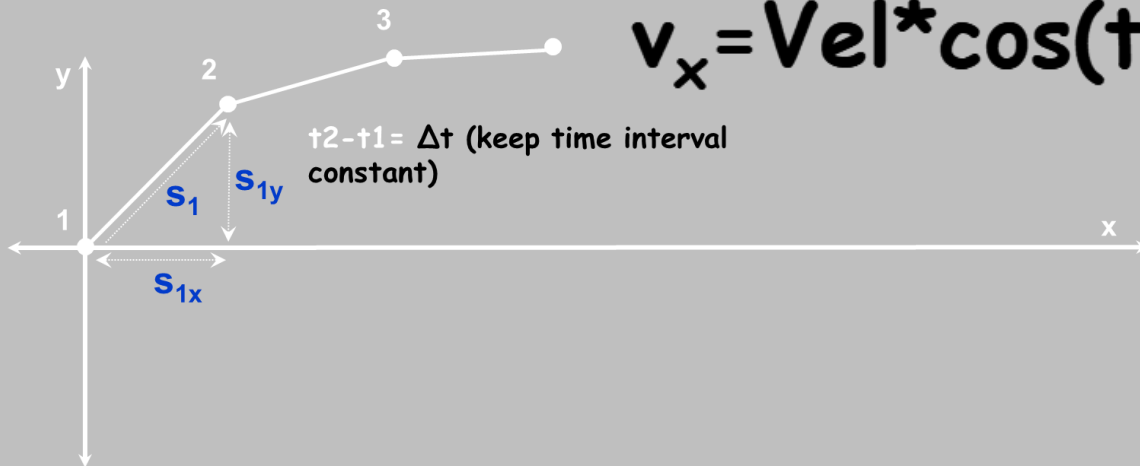 3
vx=Vel*cos(t
y
2
t2-t1= Δt (keep time interval
constant)
s1y
s1
1
x
s1x